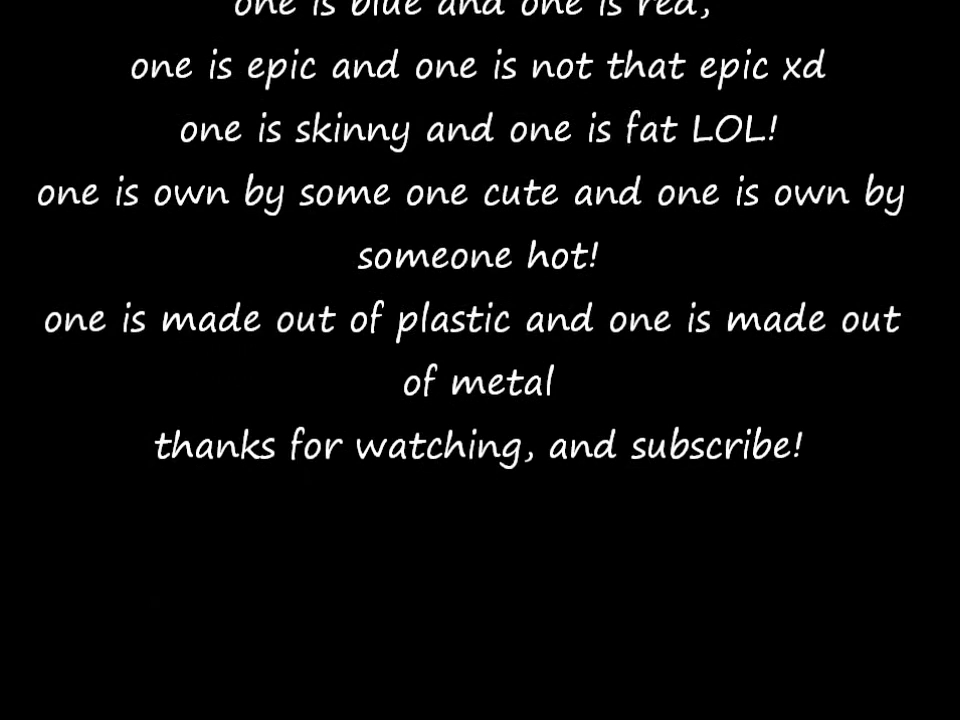 one is blue and one is red,
one is epic and one is not that epic xd
one is skinny and one is fat LOL!
one is own by some one cute and one is own by
someone hot!
one is made out of plastic and one is made out
of metal
thanks for watching, and subscribe!